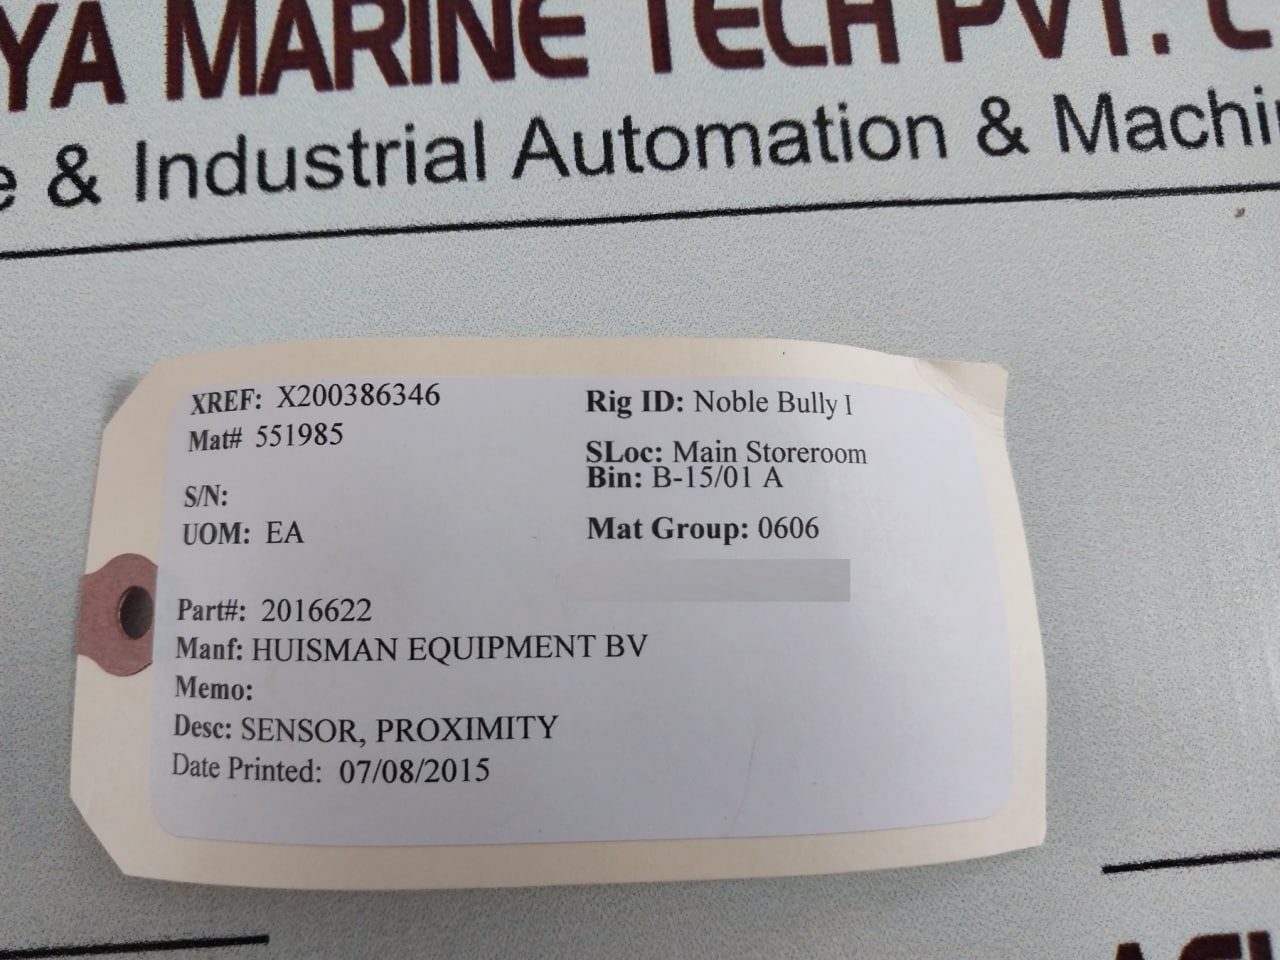 YA MARINE TECH PVT.
& Industrial Automation &
XREF: X200386346
Mat# 551985
S/N:
UOM: EA
Rig ID: Noble Bully I
SLoc: Main Storeroom
Bin: B-15/01 A
Mat Group: 0606
Part#: 2016622
Manf: HUISMAN EQUIPMENT BV
Memo:
Desc: SENSOR, PROXIMITY
Date Printed: 07/08/2015